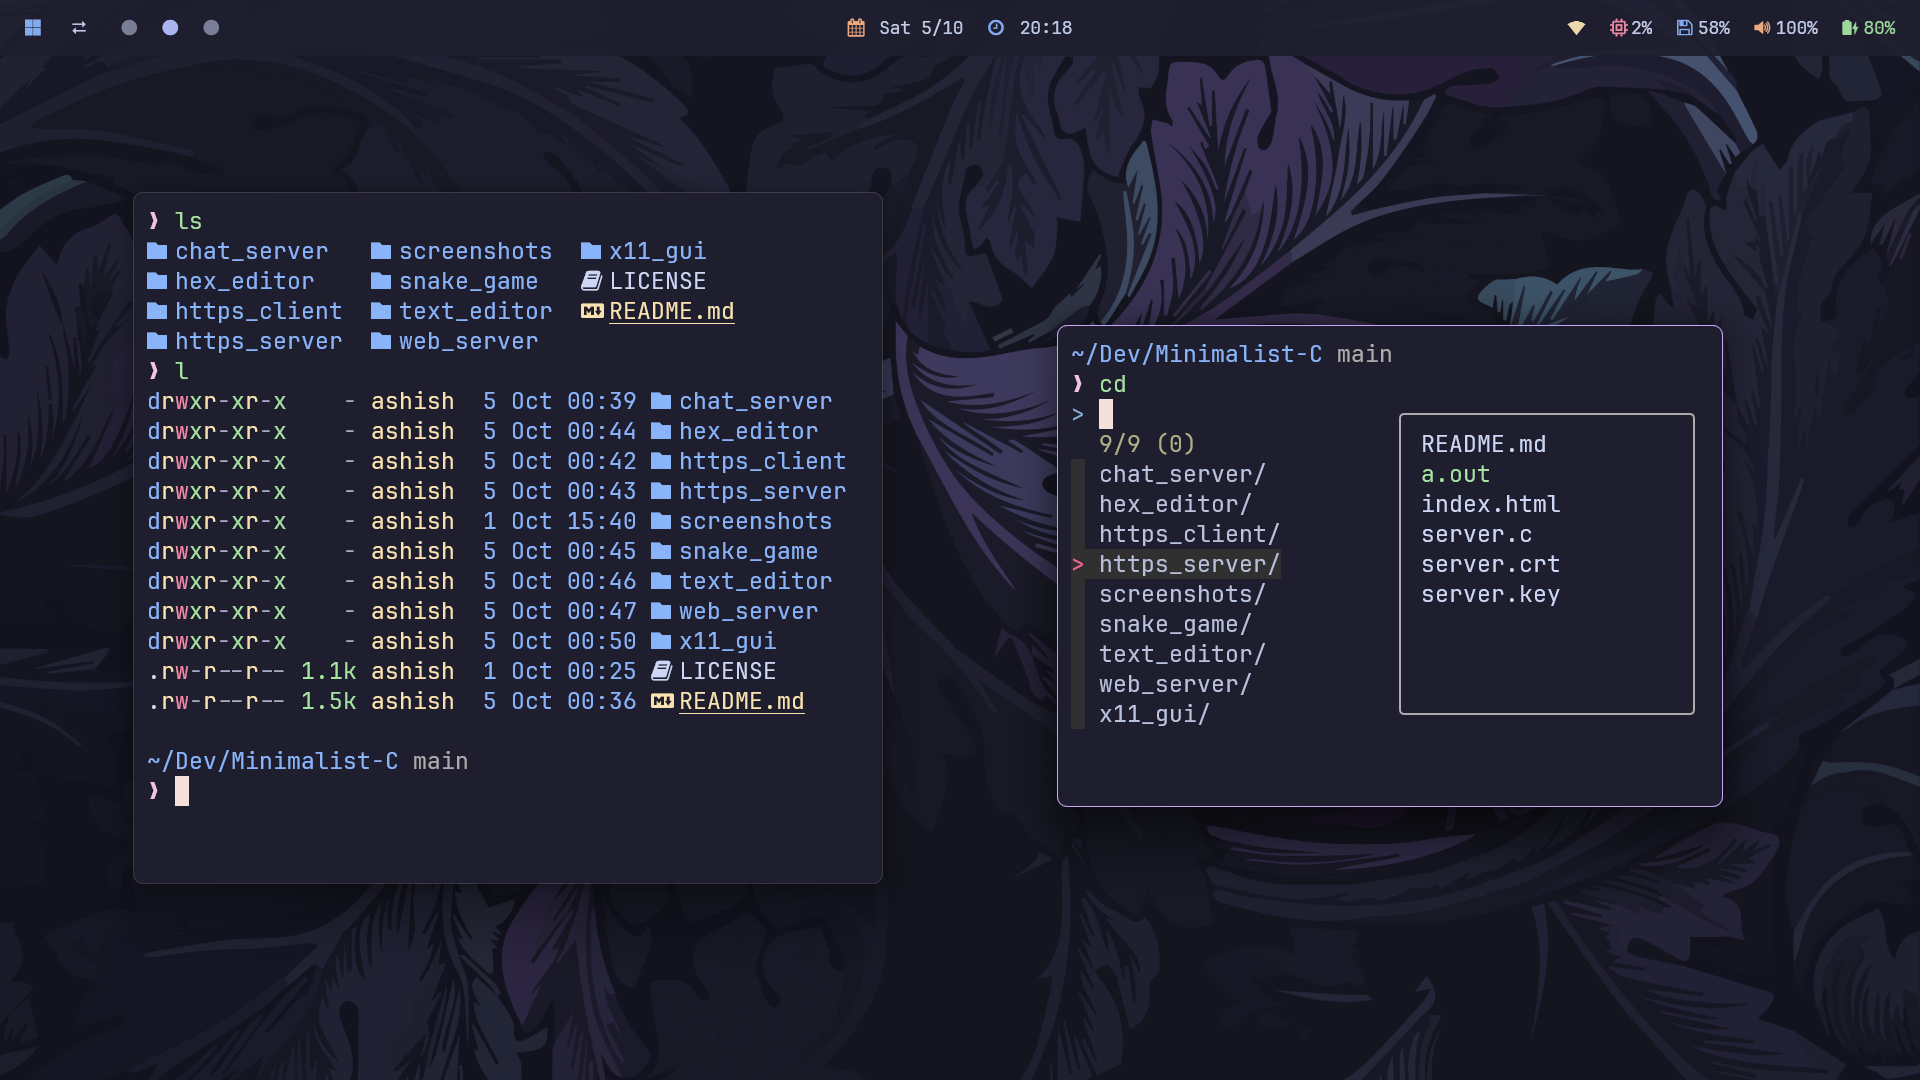 Sat 5/10 20:18 2% 58% 100% 80%
❫ ls
chat_server screenshots x11_gui
hex_editor snake_game LICENSE
https_client text_editor README.md
https_server web_server
❫ l
drwxr-xr-x - ashish 5 Oct 00:39 chat_server
drwxr-xr-x - ashish 5 Oct 00:44 hex_editor
drwxr-xr-x - ashish 5 Oct 00:42 https_client
drwxr-xr-x - ashish 5 Oct 00:43 https_server
drwxr-xr-x - ashish 1 Oct 15:40 screenshots
drwxr-xr-x - ashish 5 Oct 00:45 snake_game
drwxr-xr-x - ashish 5 Oct 00:46 text_editor
drwxr-xr-x - ashish 5 Oct 00:47 web_server
drwxr-xr-x - ashish 5 Oct 00:50 x11_gui
.rw-r--r-- 1.1k ashish 1 Oct 00:25 LICENSE
.rw-r--r-- 1.5k ashish 5 Oct 00:36 README.md
~/Dev/Minimalist-C main
❫
~/Dev/Minimalist-C main
❫ cd
>
9/9 (0)
chat_server/
hex_editor/
https_client/
> https_server/
screenshots/
snake_game/
text_editor/
web_server/
x11_gui/
README.md
a.out
index.html
server.c
server.crt
server.key